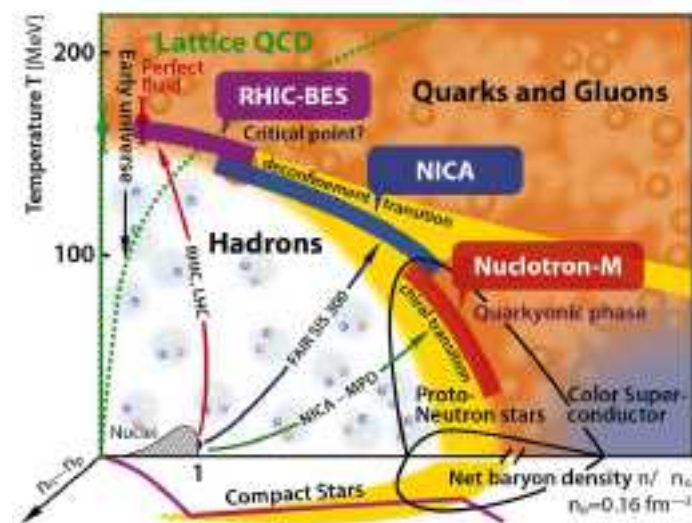 Temperature T [MeV]
200
100
Lattice QCD
Early universe
Perfect
fluid
RHIC-BES
Critical point?
Quarks and Gluons
NICA
deconfinement transition
Hadrons
Nuclotron-M
Quarkyonic phase
chiral transition
RHIC, LHC
FAIR SIS 300
NICA – MPD
Proto-
Neutron stars
Color Super-
conductor
Nuclei
1
Net baryon density n/ n₀
n₀=0.16 fm⁻³
Compact Stars